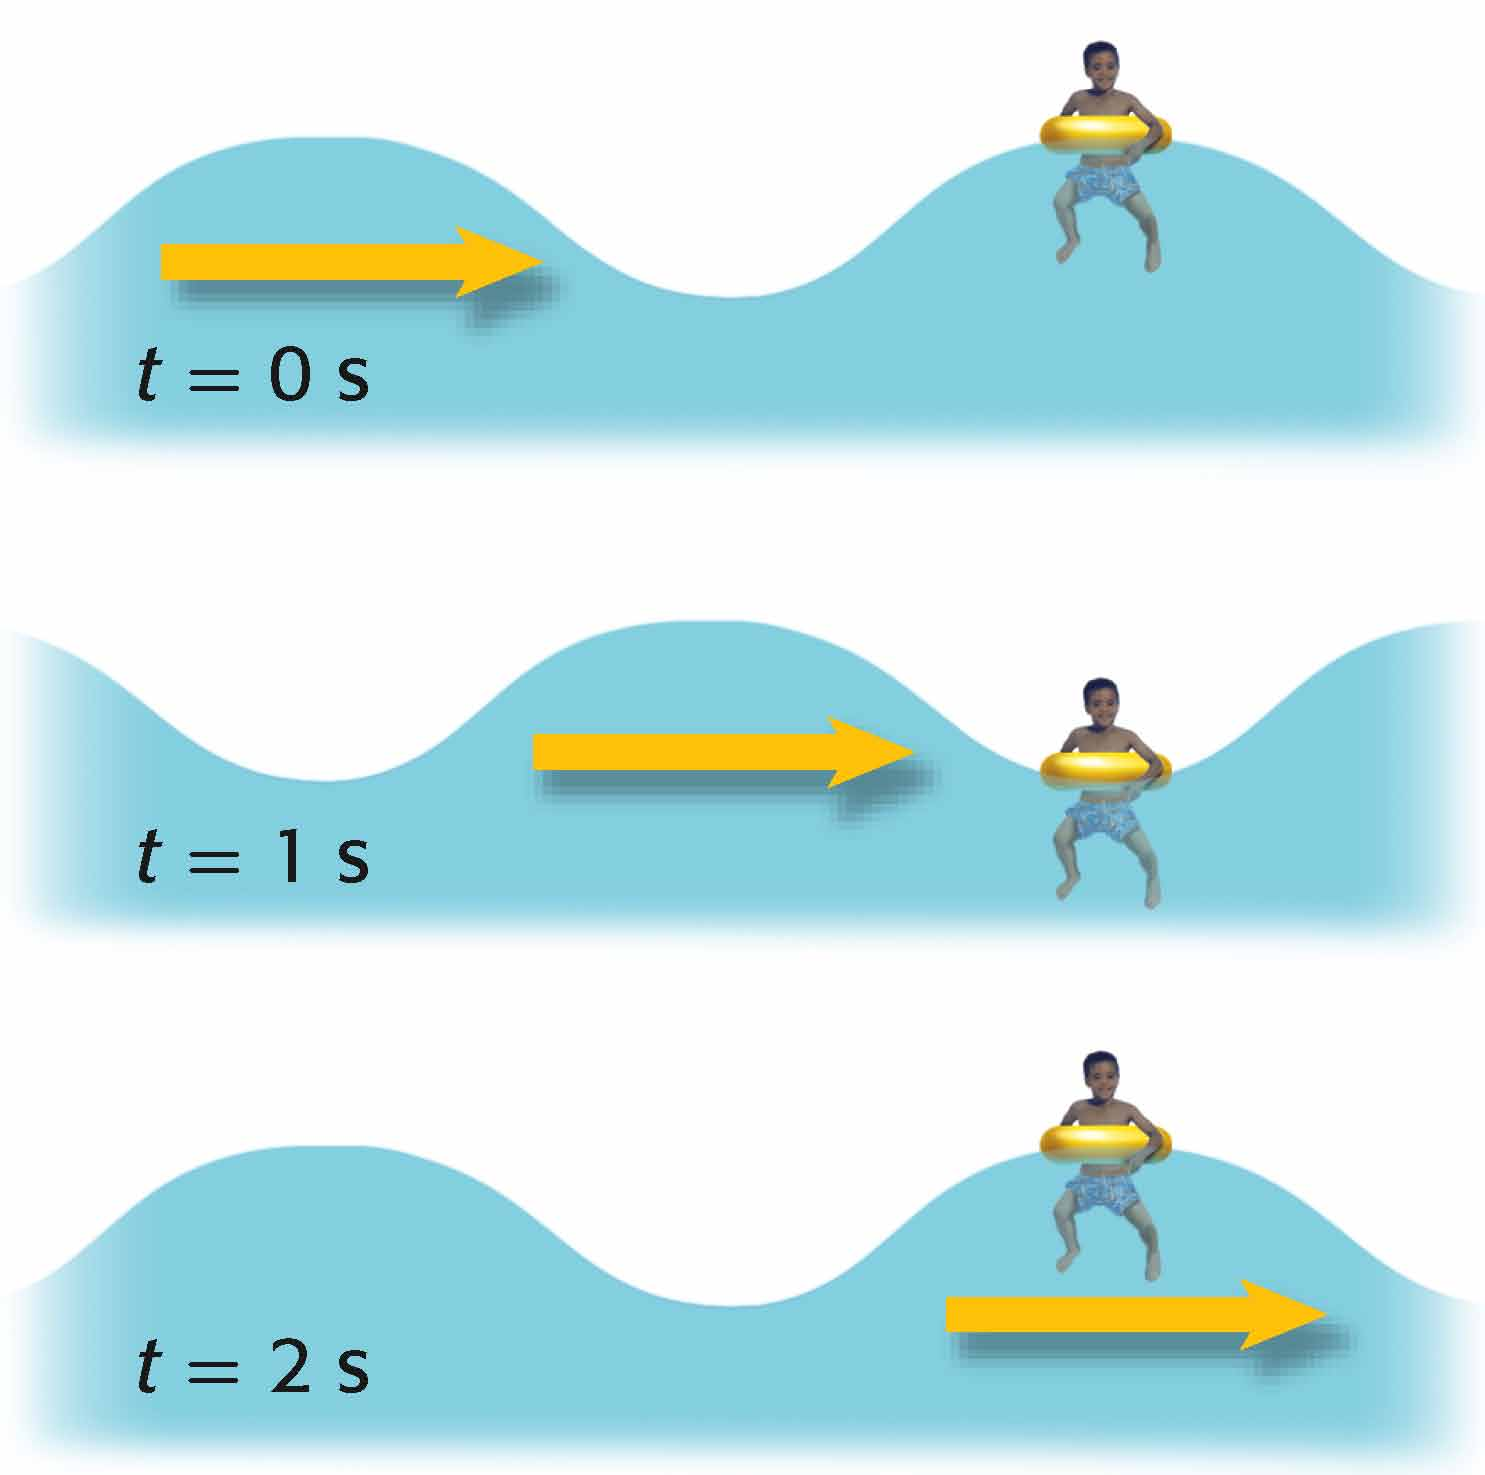 t = 0 s
t = 1 s
t = 2 s